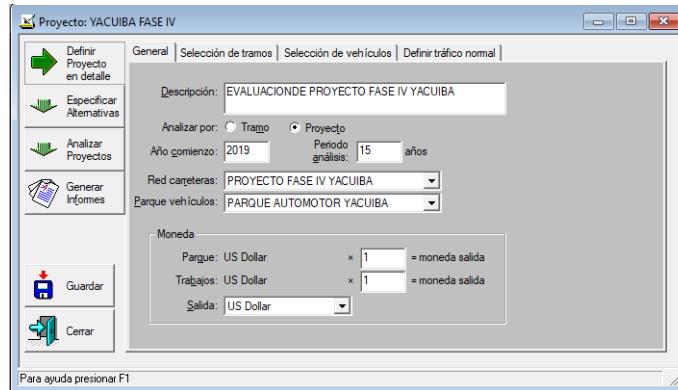 Proyecto: YACUIBA FASE IV
Definir Proyecto en detalle
Especificar Alternativas
Analizar Proyectos
Generar Informes
Guardar
Cerrar
General Selección de tramos Selección de vehículos Definir tráfico normal
Descripción: EVALUACIONDE PROYECTO FASE IV YACUIBA
Analizar por: Tramo Proyecto
Año comienzo: 2019 Periodo análisis: 15 años
Red carreteras: PROYECTO FASE IV YACUIBA
Parque vehículos: PARQUE AUTOMOTOR YACUIBA
Moneda
Parque: US Dollar × 1 = moneda salida
Trabajos: US Dollar × 1 = moneda salida
Salida: US Dollar
Para ayuda presionar F1